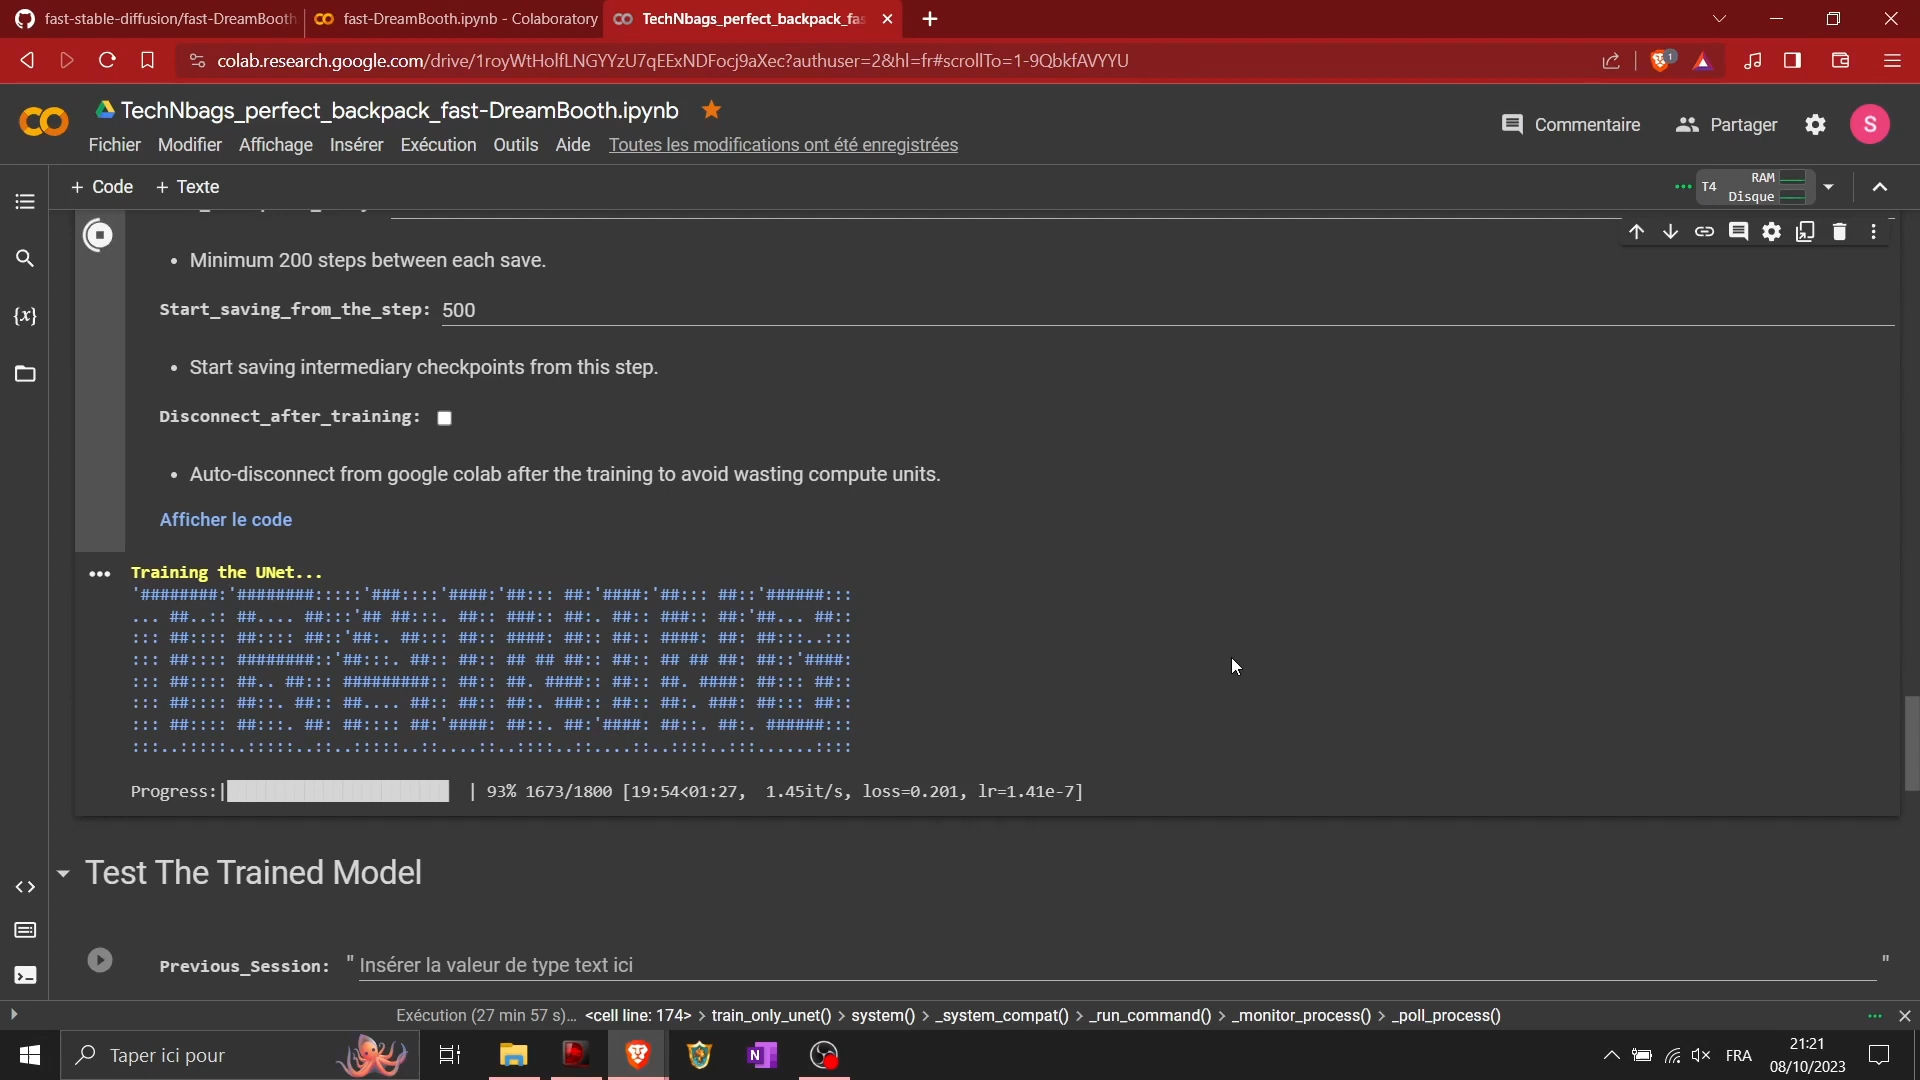 fast-stable-diffusion/fast-DreamBooth
fast-DreamBooth.ipynb - Colaboratory
TechNbags_perfect_backpack_fas
colab.research.google.com/drive/1royWtHolfLNGYYzU7qEExNDFocj9aXec?authuser=2&hl=fr#scrollTo=1-9QbkfAVYYU
1
TechNbags_perfect_backpack_fast-DreamBooth.ipynb
Commentaire
Partager
S
Fichier Modifier Affichage Insérer Exécution Outils Aide Toutes les modifications ont été enregistrées
+ Code + Texte
T4 RAM
Disque
• Minimum 200 steps between each save.
Start_saving_from_the_step: 500
• Start saving intermediary checkpoints from this step.
Disconnect_after_training:
• Auto-disconnect from google colab after the training to avoid wasting compute units.
Afficher le code
Training the UNet...
'########:'########:::::'###::::'####:'##::: ##:'####:'##::: ##::'######:::
... ##..:: ##.... ##:::'## ##:::. ##:: ###:: ##:. ##:: ###:: ##:'##... ##::
::: ##:::: ##:::: ##::'##:. ##::: ##:: ####: ##:: ##:: ####: ##: ##:::..:::
::: ##:::: ########::'##:::. ##:: ##:: ## ## ##:: ##:: ## ## ##: ##::'####:
::: ##:::: ##.. ##::: #########:: ##:: ##. ####:: ##:: ##. ####: ##::: ##::
::: ##:::: ##::. ##:: ##.... ##:: ##:: ##:. ###:: ##:: ##:. ###: ##::: ##::
::: ##:::: ##:::. ##: ##:::: ##:'####: ##::. ##:'####: ##::. ##:. ######:::
:::..:::::..:::::..::..:::::..::....::..::::..::....::..::::..:::......::::
Progress:| | 93% 1673/1800 [19:54<01:27, 1.45it/s, loss=0.201, lr=1.41e-7]
Test The Trained Model
Previous_Session: " Insérer la valeur de type text ici "
Exécution (27 min 57 s)... <cell line: 174> > train_only_unet() > system() > _system_compat() > _run_command() > _monitor_process() > _poll_process()
Taper ici pour
FRA
21:21
08/10/2023